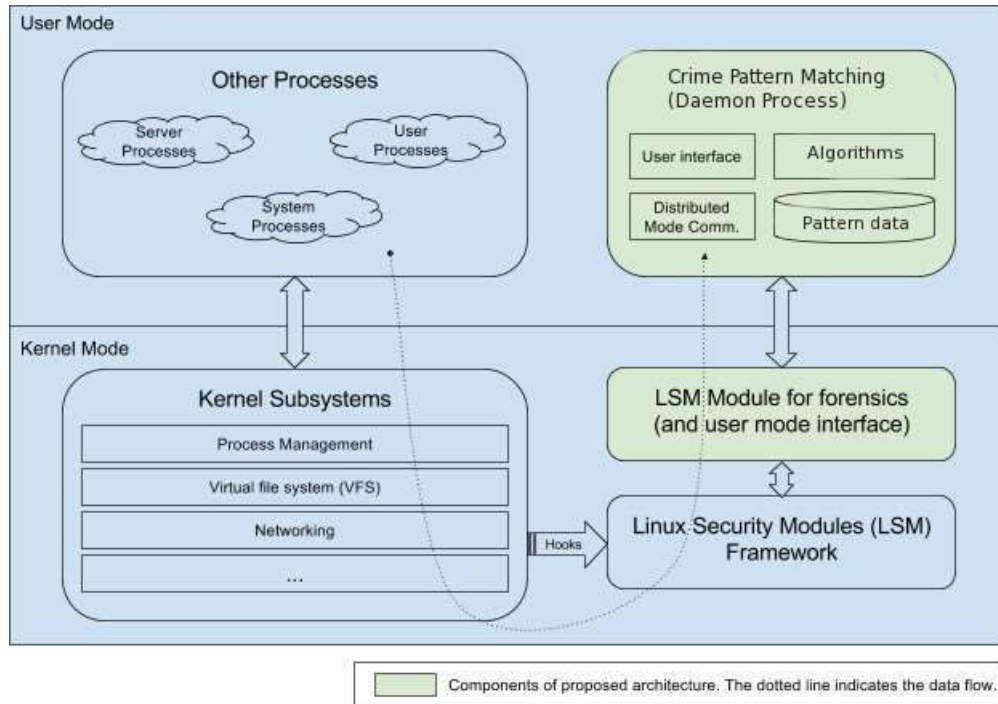 User Mode
Other Processes
Server
Processes
User
Processes
System
Processes
Crime Pattern Matching
(Daemon Process)
User interface
Algorithms
Distributed
Mode Comm.
Pattern data
Kernel Mode
Kernel Subsystems
Process Management
Virtual file system (VFS)
Networking
...
Hooks
LSM Module for forensics
(and user mode interface)
Linux Security Modules (LSM)
Framework
Components of proposed architecture. The dotted line indicates the data flow.